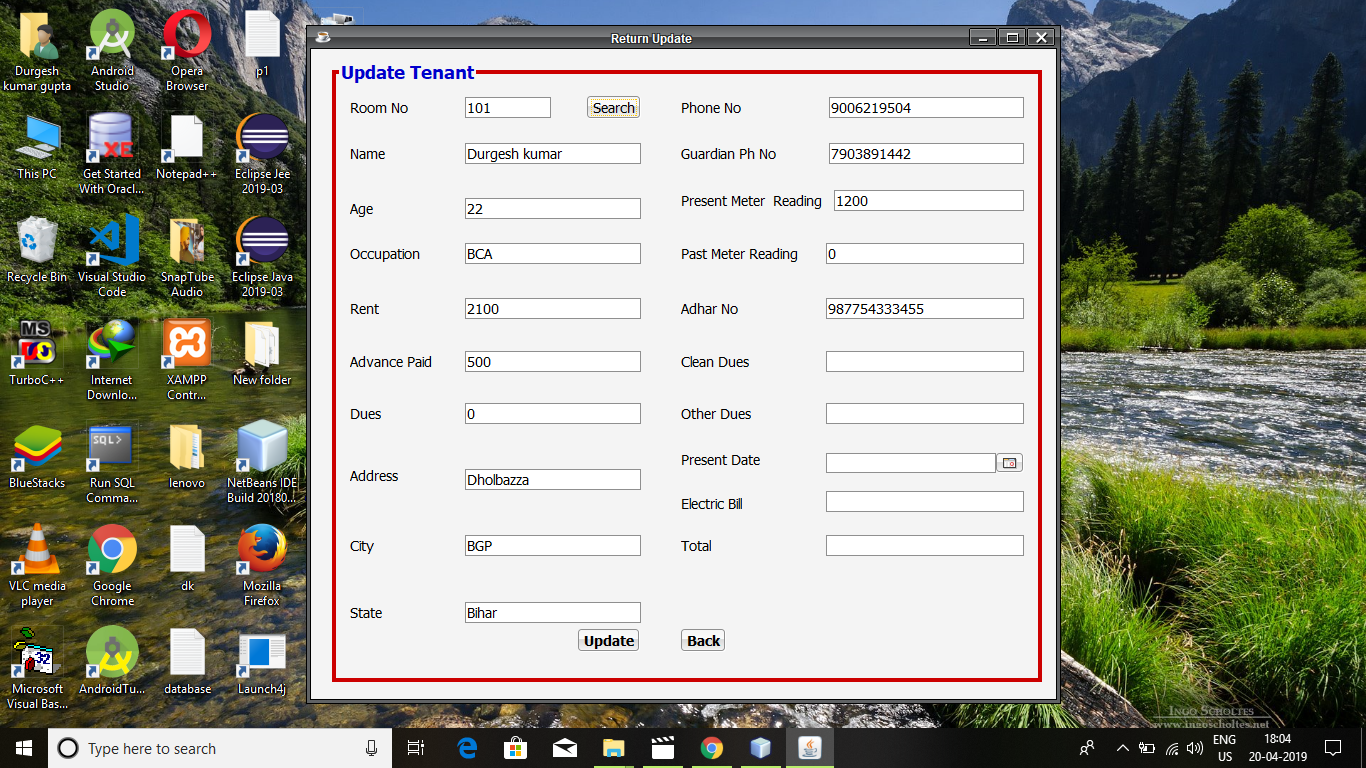 Return Update
Update Tenant
Room No 101 Search Phone No 9006219504
Name Durgesh kumar Guardian Ph No 7903891442
Age 22 Present Meter Reading 1200
Occupation BCA Past Meter Reading 0
Rent 2100 Adhar No 987754333455
Advance Paid 500 Clean Dues
Dues 0 Other Dues
Present Date
Address Dholbazza
Electric Bill
City BGP Total
State Bihar
Update Back
Durgesh kumar gupta
Android Studio
Opera Browser
p1
This PC
Get Started With Oracl...
Notepad++
Eclipse Jee 2019-03
Recycle Bin
Visual Studio Code
SnapTube Audio
Eclipse Java 2019-03
TurboC++
Internet Downlo...
XAMPP Contr...
New folder
BlueStacks
Run SQL Comma...
lenovo
NetBeans IDE Build 20180...
VLC media player
Google Chrome
dk
Mozilla Firefox
Microsoft Visual Bas...
AndroidTu...
database
Launch4j
XE
MS
SQL>
32
INGO SCHOLTES
www.ingoscholtes.net
Type here to search
ENG
US
18:04
20-04-2019